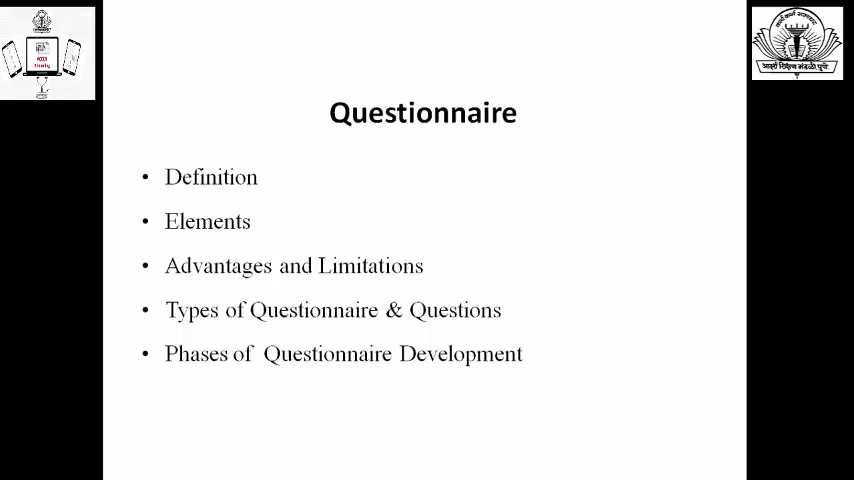 Questionnaire
• Definition
• Elements
• Advantages and Limitations
• Types of Questionnaire & Questions
• Phases of Questionnaire Development